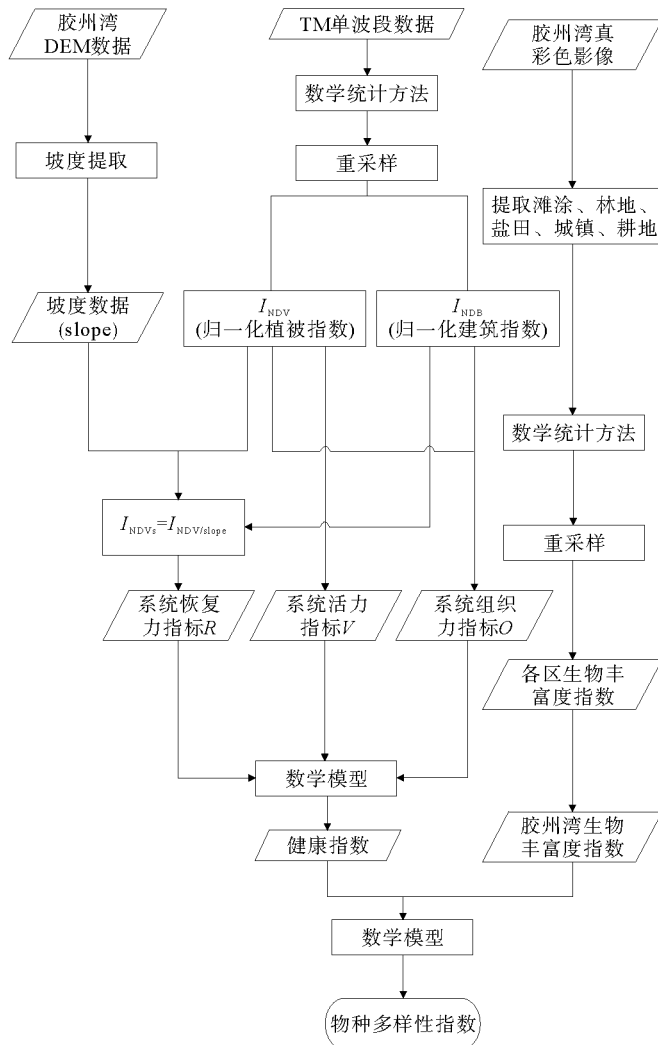 胶州湾
DEM数据
TM单波段数据
胶州湾真
彩色影像
数学统计方法
坡度提取
重采样
提取滩涂、林地、
盐田、城镇、耕地
坡度数据
(slope)
I_NDV
(归一化植被指数)
I_NDB
(归一化建筑指数)
数学统计方法
I_NDVs=I_NDV/slope
重采样
系统恢复
力指标R
系统活力
指标V
系统组织
力指标O
各区生物丰
富度指数
数学模型
健康指数
胶州湾生物
丰富度指数
数学模型
物种多样性指数